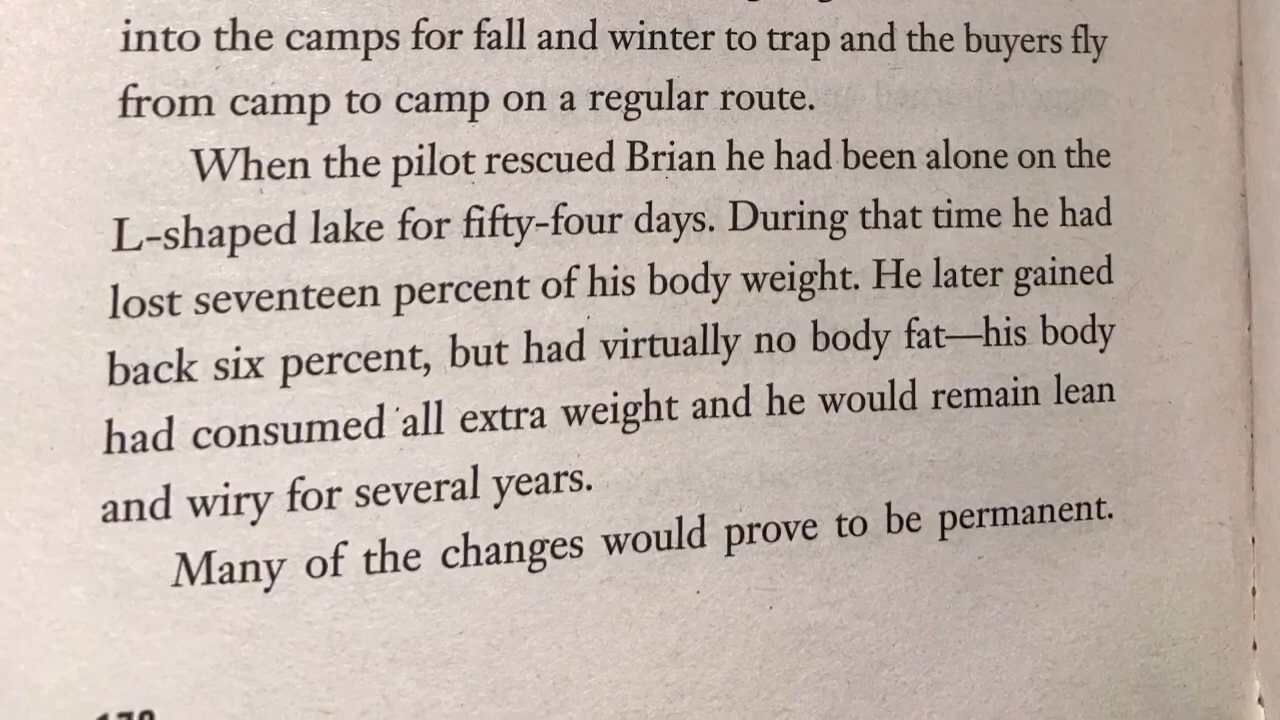 into the camps for fall and winter to trap and the buyers fly
from camp to camp on a regular route.
When the pilot rescued Brian he had been alone on the
L-shaped lake for fifty-four days. During that time he had
lost seventeen percent of his body weight. He later gained
back six percent, but had virtually no body fat—his body
had consumed all extra weight and he would remain lean
and wiry for several years.
Many of the changes would prove to be permanent.